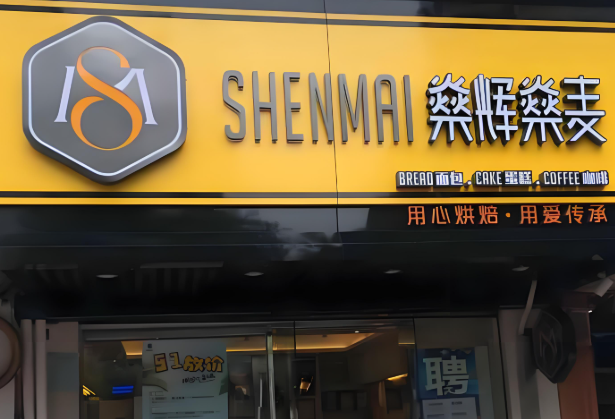 SM
SHENMAI 燊辉燊麦
BREAD 面包 . CAKE 蛋糕 . COFFEE 咖啡
用心烘焙·用爱传承
51放价
聘